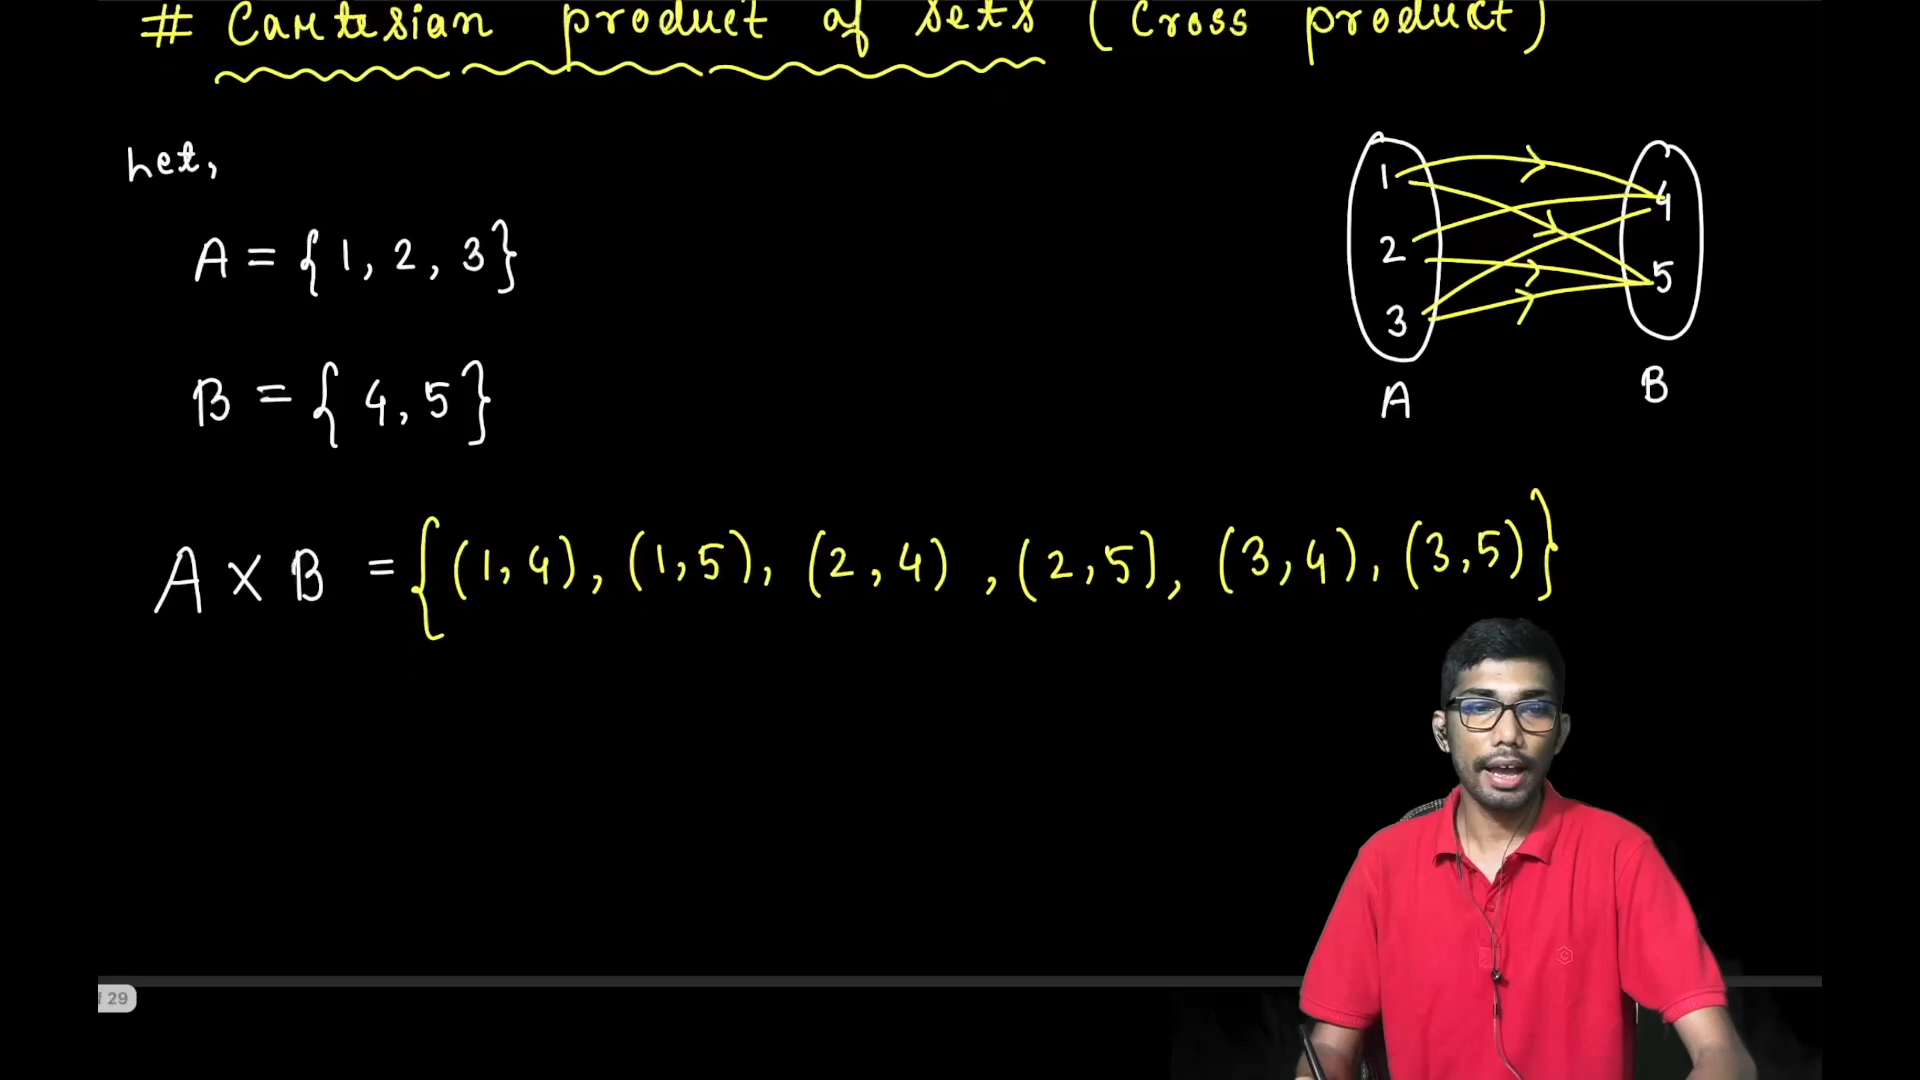 # Cartesian product of sets (Cross product)
Let,
A = {1, 2, 3}
B = {4, 5}
1
2
3
A
4
5
B
A × B = {(1,4), (1,5), (2,4), (2,5), (3,4), (3,5)}
f 29